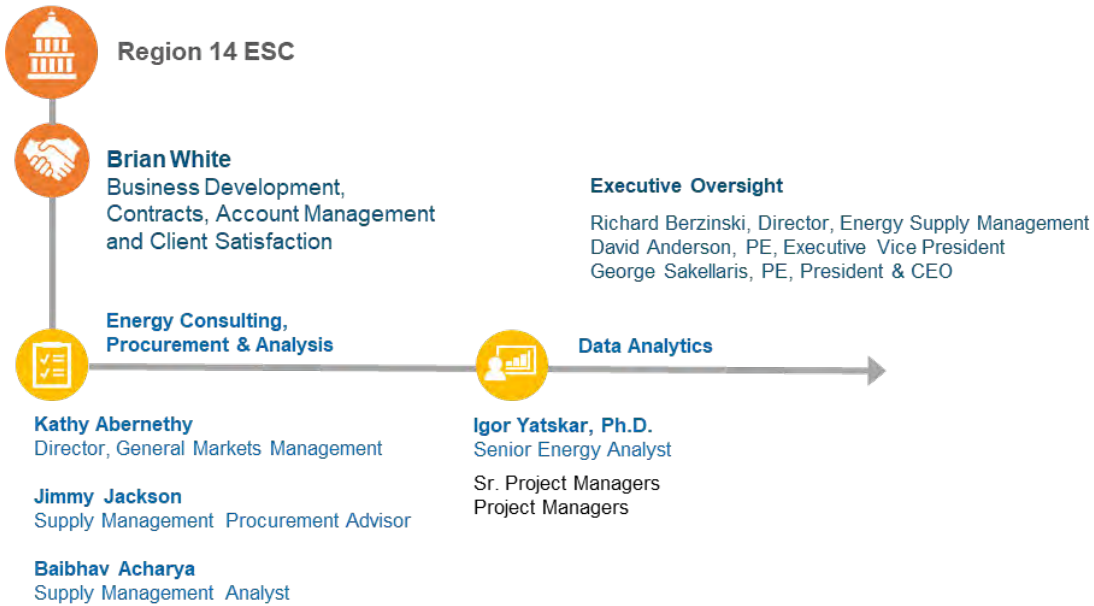 Region 14 ESC
Brian White
Business Development,
Contracts, Account Management
and Client Satisfaction
Executive Oversight
Richard Berzinski, Director, Energy Supply Management
David Anderson, PE, Executive Vice President
George Sakellaris, PE, President & CEO
Energy Consulting,
Procurement & Analysis
Data Analytics
Kathy Abernethy
Director, General Markets Management
Jimmy Jackson
Supply Management Procurement Advisor
Baibhav Acharya
Supply Management Analyst
Igor Yatskar, Ph.D.
Senior Energy Analyst
Sr. Project Managers
Project Managers